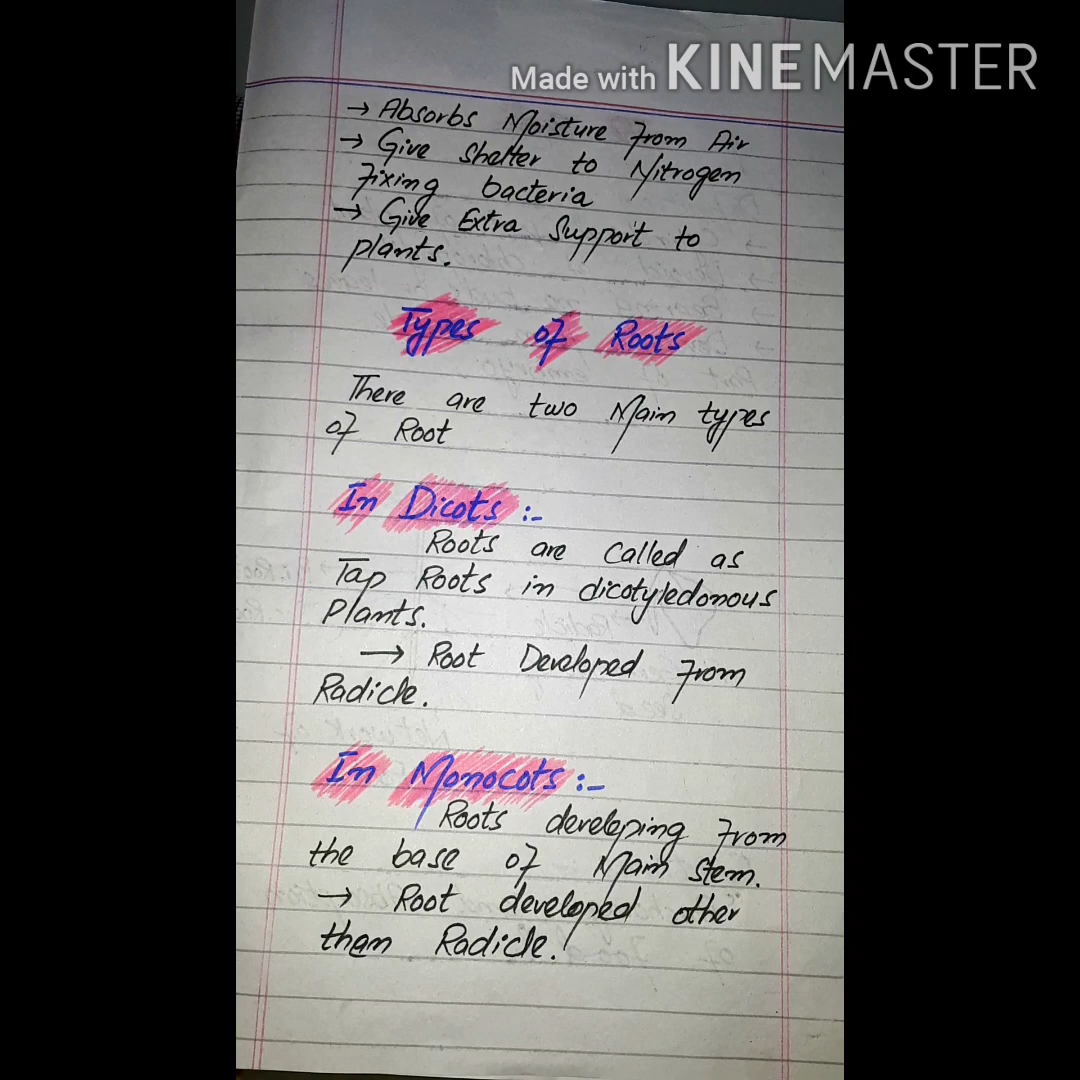 Made with KINEMASTER
→ Absorbs Moisture From Air
→ Give Shelter to Nitrogen
Fixing bacteria
→ Give Extra Support to
plants.
Types of Roots
There are two Main types
of Root
In Dicots :-
Roots are called as
Tap Roots in dicotyledonous
Plants.
→ Root Developed From
Radicle.
In Monocots :-
Roots develeping From
the base of Main stem.
→ Root developed other
than Radicle.